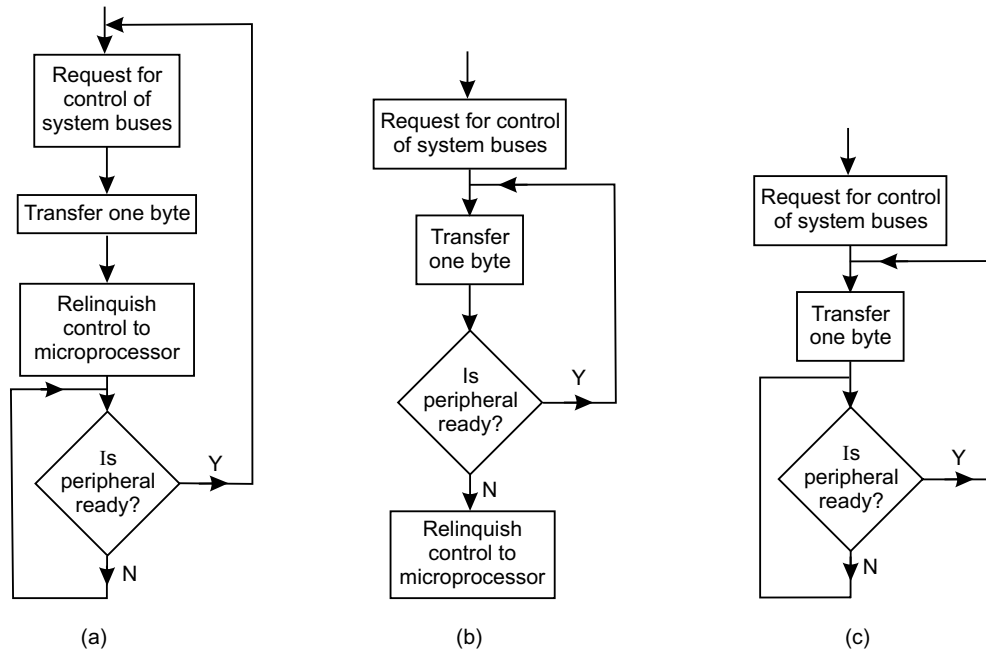 Request for
control of
system buses
Transfer one byte
Relinquish
control to
microprocessor
Is
peripheral
ready?
Y
N
(a)
Request for control
of system buses
Transfer
one byte
Is
peripheral
ready?
Y
N
Relinquish
control to
microprocessor
(b)
Request for control
of system buses
Transfer
one byte
Is
peripheral
ready?
Y
N
(c)